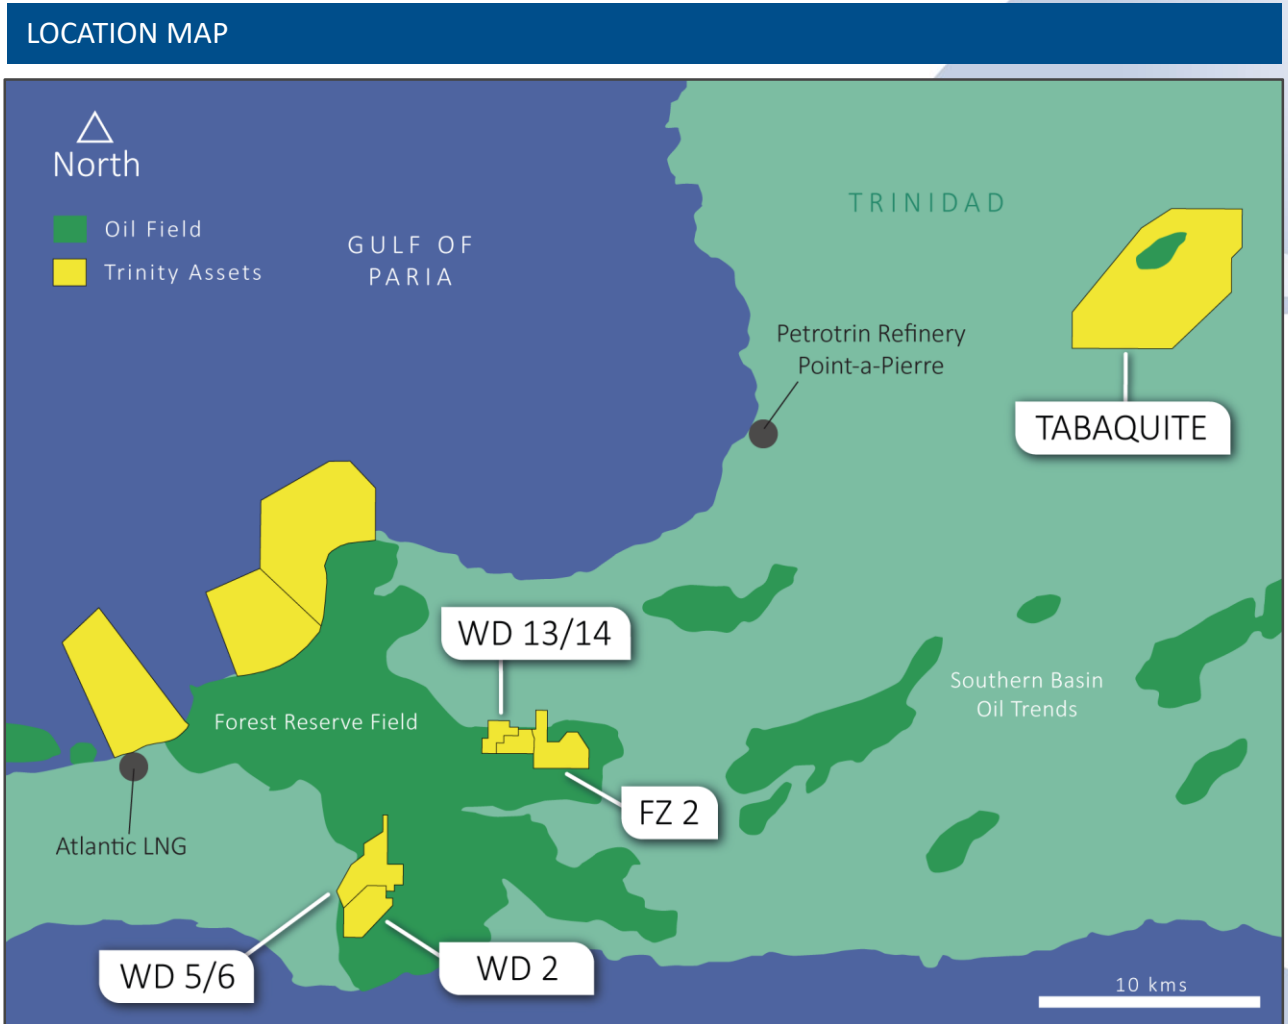 LOCATION MAP
North
Oil Field
Trinity Assets
GULF OF
PARIA
TRINIDAD
Petrotrin Refinery
Point-a-Pierre
TABAQUITE
WD 13/14
Southern Basin
Oil Trends
Forest Reserve Field
FZ 2
Atlantic LNG
WD 5/6
WD 2
10 kms